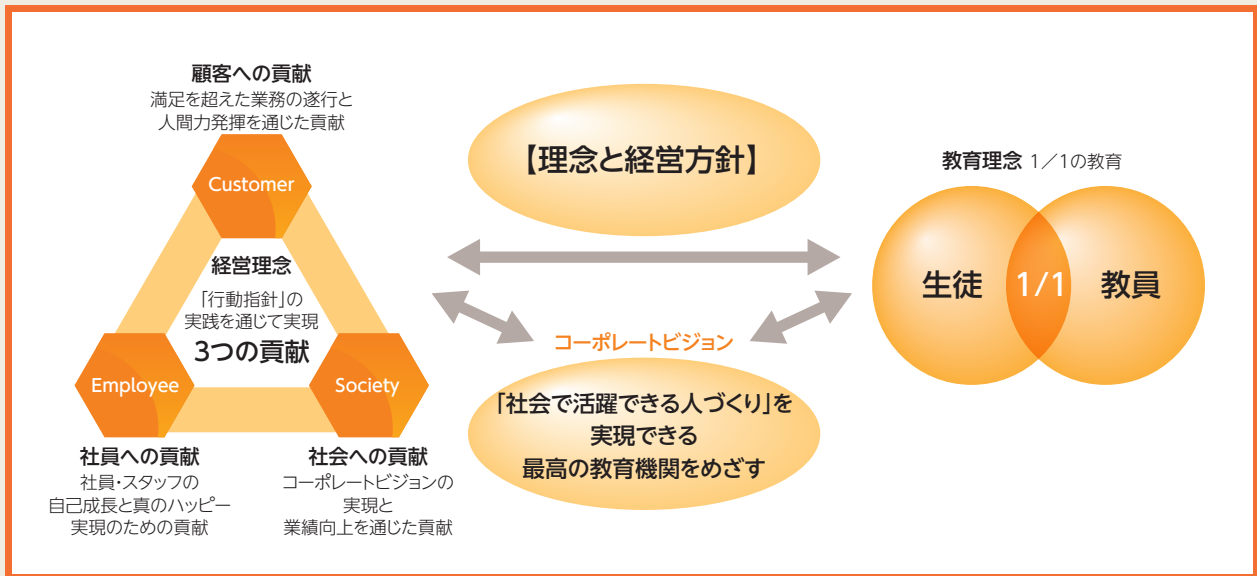 顧客への貢献
満足を超えた業務の遂行と
人間力発揮を通じた貢献
Customer
経営理念
「行動指針」の
実践を通じて実現
3つの貢献
Employee
Society
社員への貢献
社員・スタッフの
自己成長と真のハッピー
実現のための貢献
社会への貢献
コーポレートビジョンの
実現と
業績向上を通じた貢献
【理念と経営方針】
コーポレートビジョン
「社会で活躍できる人づくり」を
実現できる
最高の教育機関をめざす
教育理念 1/1の教育
生徒 1/1 教員